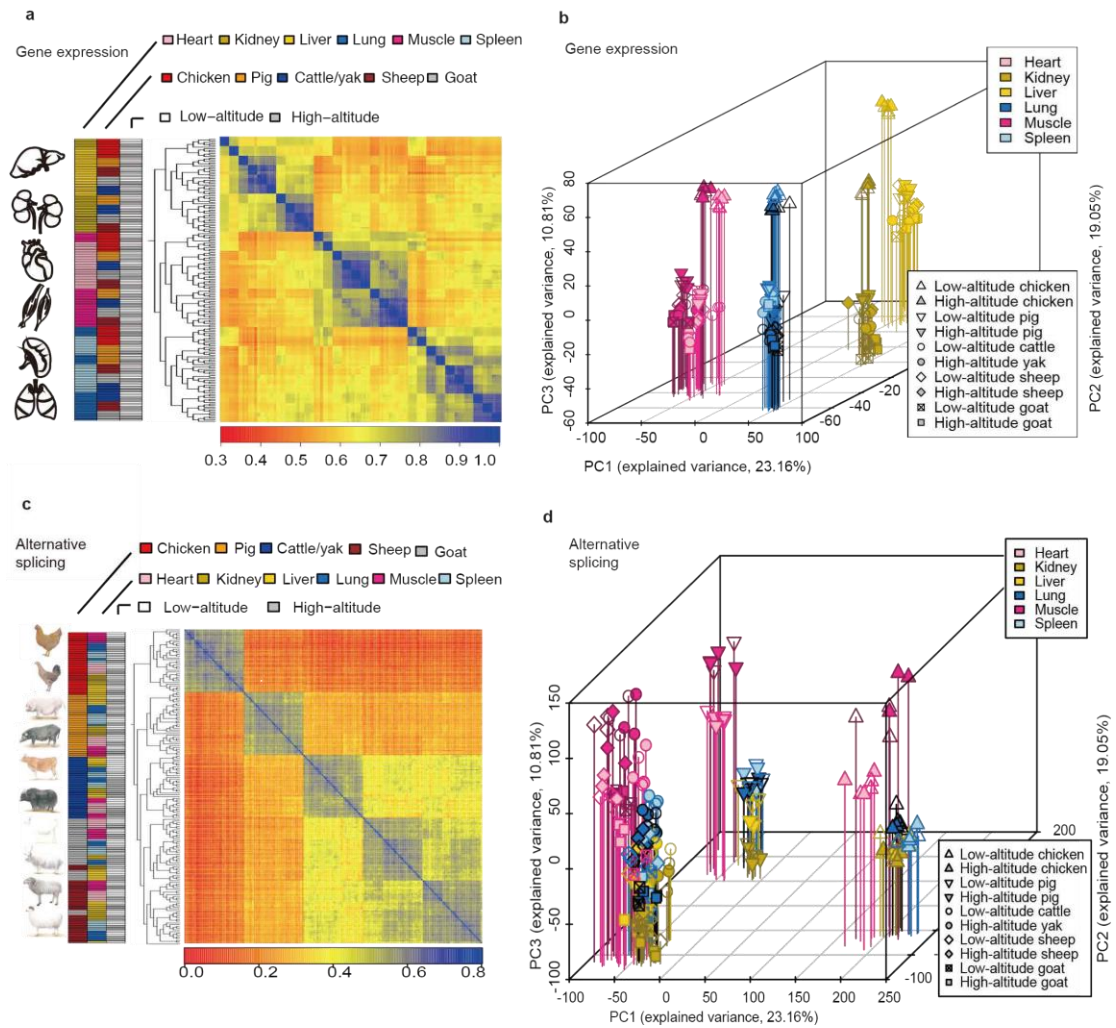 a
Gene expression
Heart Kidney Liver Lung Muscle Spleen
Chicken Pig Cattle/yak Sheep Goat
Low-altitude High-altitude
0.3 0.4 0.5 0.6 0.7 0.8 0.9 1.0
b
Gene expression
Heart
Kidney
Liver
Lung
Muscle
Spleen
PC3 (explained variance, 10.81%)
80
60
40
20
0
-20
-40
-60
-100 -50 0 50 100
PC1 (explained variance, 23.16%)
-60
-40
-20
PC2 (explained variance, 19.05%)
Low-altitude chicken
High-altitude chicken
Low-altitude pig
High-altitude pig
Low-altitude cattle
High-altitude yak
Low-altitude sheep
High-altitude sheep
Low-altitude goat
High-altitude goat
c
Alternative
splicing
Chicken Pig Cattle/yak Sheep Goat
Heart Kidney Liver Lung Muscle Spleen
Low-altitude High-altitude
0.0 0.2 0.4 0.6 0.8
d
Alternative
splicing
Heart
Kidney
Liver
Lung
Muscle
Spleen
PC3 (explained variance, 10.81%)
150
100
50
0
-50
-100
-100 -50 0 50 100 150 200 250
PC1 (explained variance, 23.16%)
200
-100
PC2 (explained variance, 19.05%)
Low-altitude chicken
High-altitude chicken
Low-altitude pig
High-altitude pig
Low-altitude cattle
High-altitude yak
Low-altitude sheep
High-altitude sheep
Low-altitude goat
High-altitude goat